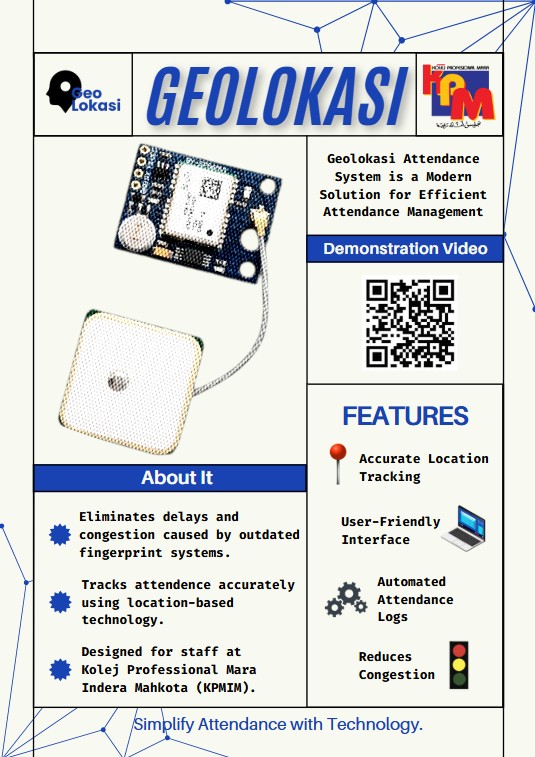 Geo
Lokasi
GEOLOKASI
KOLEJ PROFESIONAL MARA
KPM
Geolokasi Attendance
System is a Modern
Solution for Efficient
Attendance Management
Demonstration Video
FEATURES
Accurate Location
Tracking
User-Friendly
Interface
Automated
Attendance
Logs
Reduces
Congestion
About It
Eliminates delays and
congestion caused by outdated
fingerprint systems.
Tracks attendence accurately
using location-based
technology.
Designed for staff at
Kolej Professional Mara
Indera Mahkota (KPMIM).
Simplify Attendance with Technology.